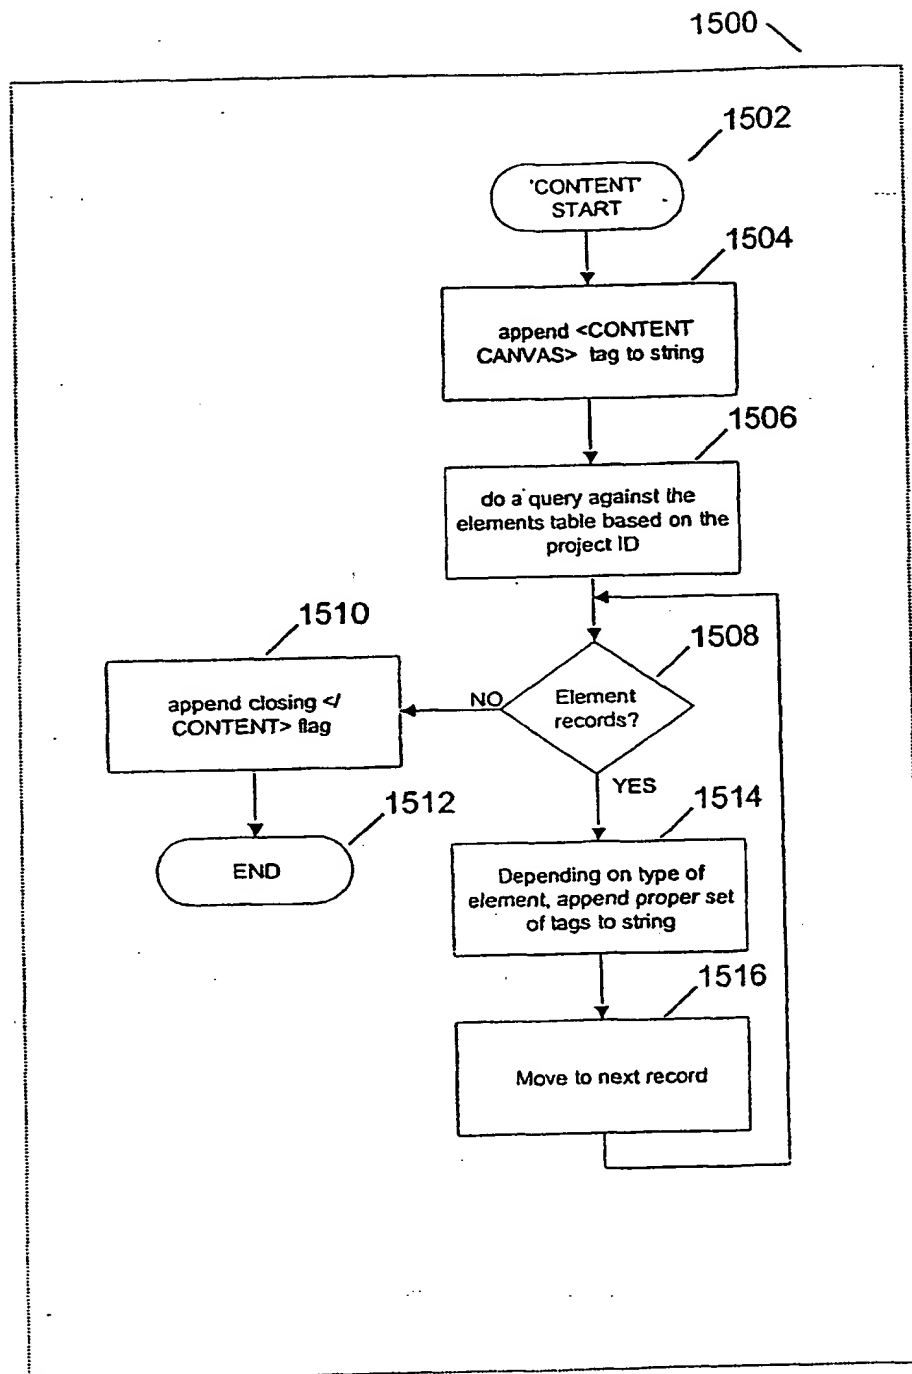 1500
1502
'CONTENT'
START
1504
append <CONTENT
CANVAS> tag to string
1506
do a query against the
elements table based on the
project ID
1510
1508
append closing </
CONTENT> flag
NO
Element
records?
YES
1512
END
1514
Depending on type of
element, append proper set
of tags to string
1516
Move to next record